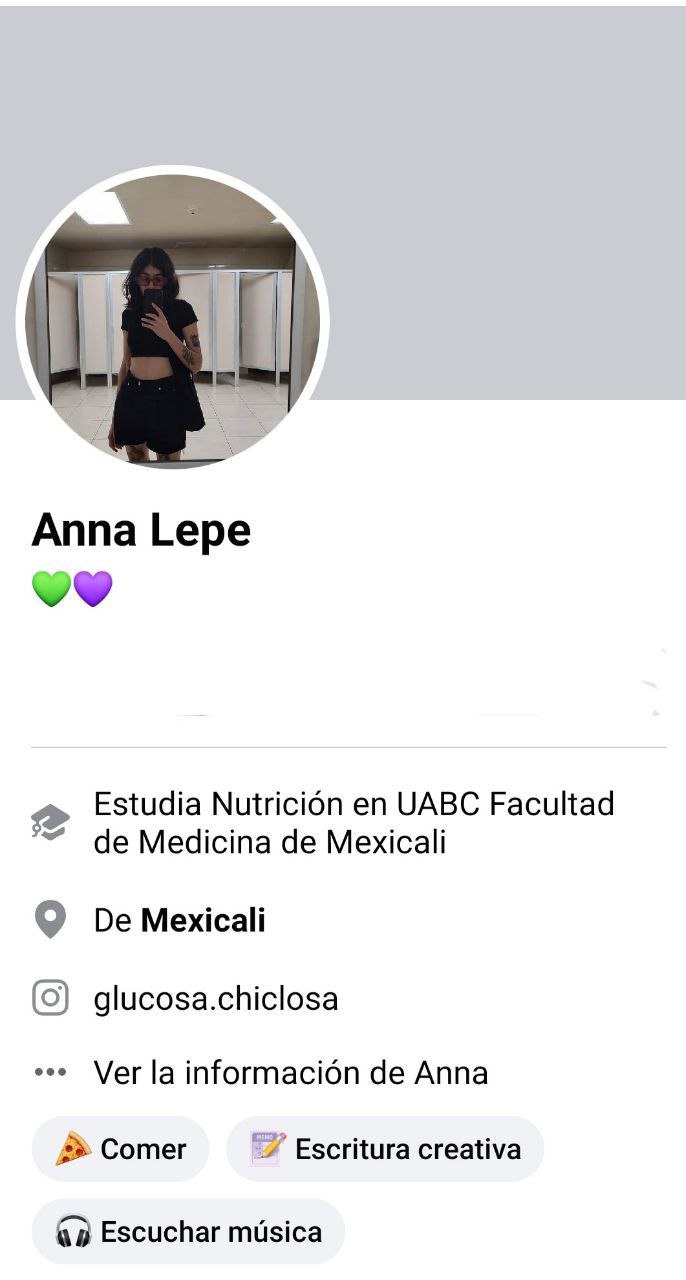 Anna Lepe
💚💜
Estudia Nutrición en UABC Facultad
de Medicina de Mexicali
De Mexicali
glucosa.chiclosa
Ver la información de Anna
🍕 Comer
📝 Escritura creativa
🎧 Escuchar música